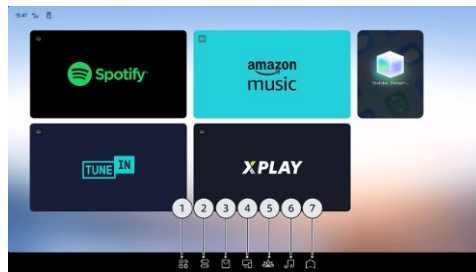 Spotify
amazon
music
TUNE IN
XPLAY
1 2 3 4 5 6 7